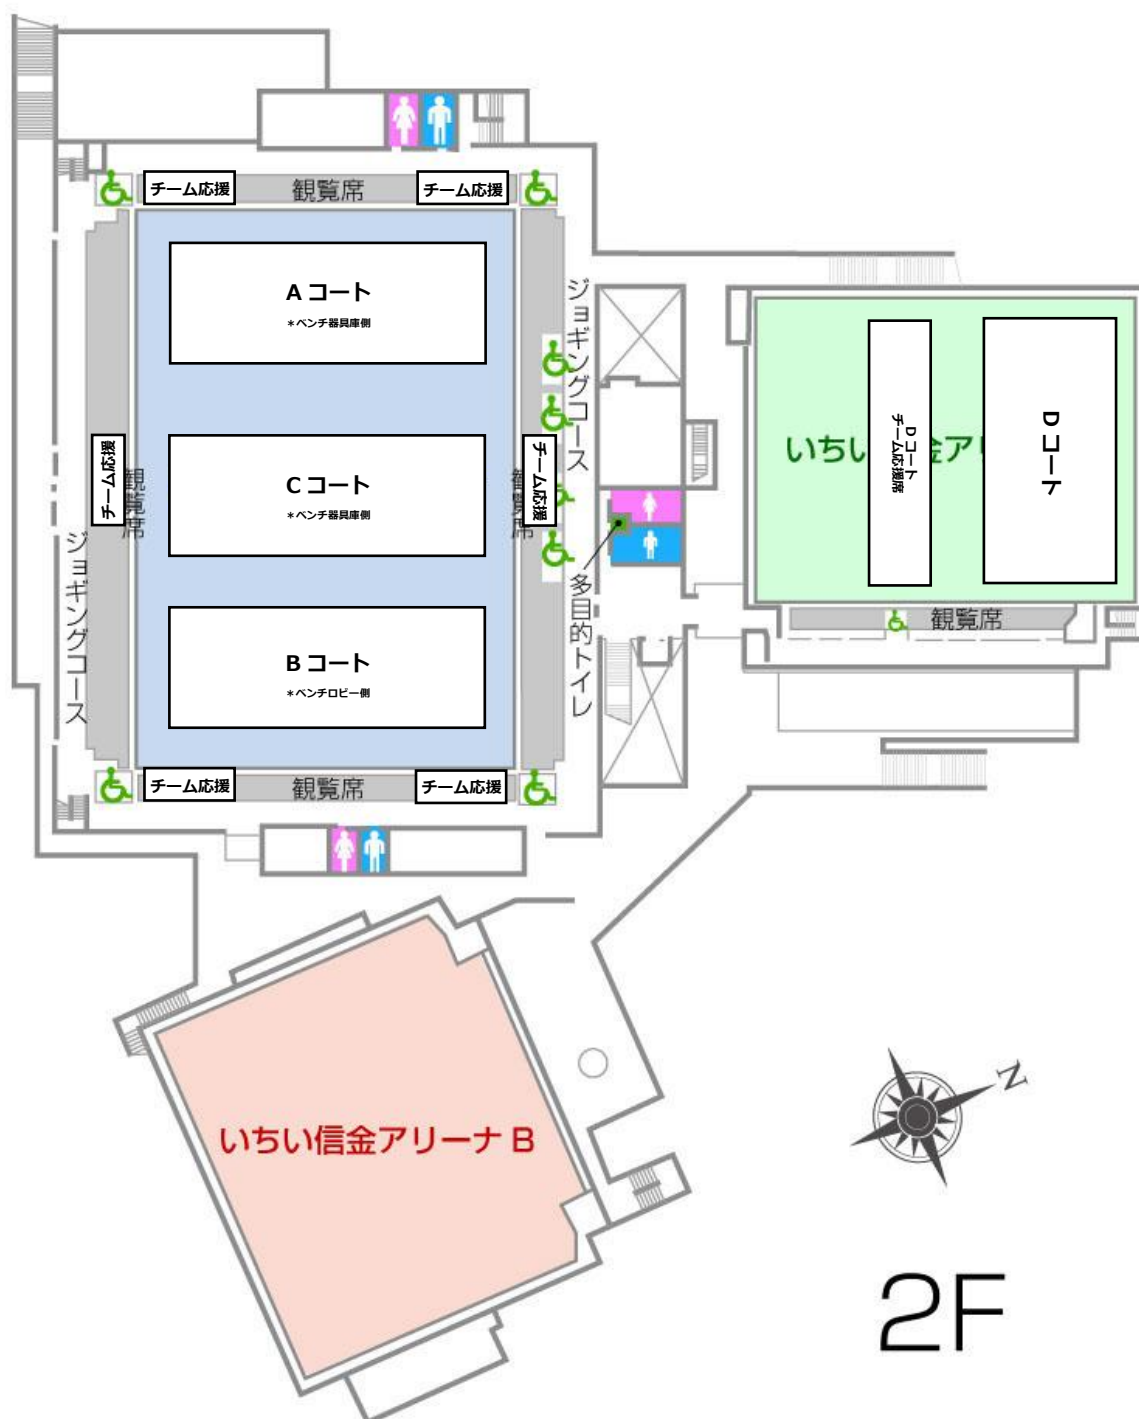 チーム応援
観覧席
チーム応援
Aコート
*ベンチ器具庫側
ジョギングコース
Cコート
*ベンチ器具庫側
チーム応援
観覧席
チーム応援
観覧席
ジョギングコース
Bコート
*ベンチロビー側
多目的トイレ
チーム応援
観覧席
チーム応援
いちい
金ア
Dコート
チーム応援席
Dコート
観覧席
いちい信金アリーナ B
N
2F